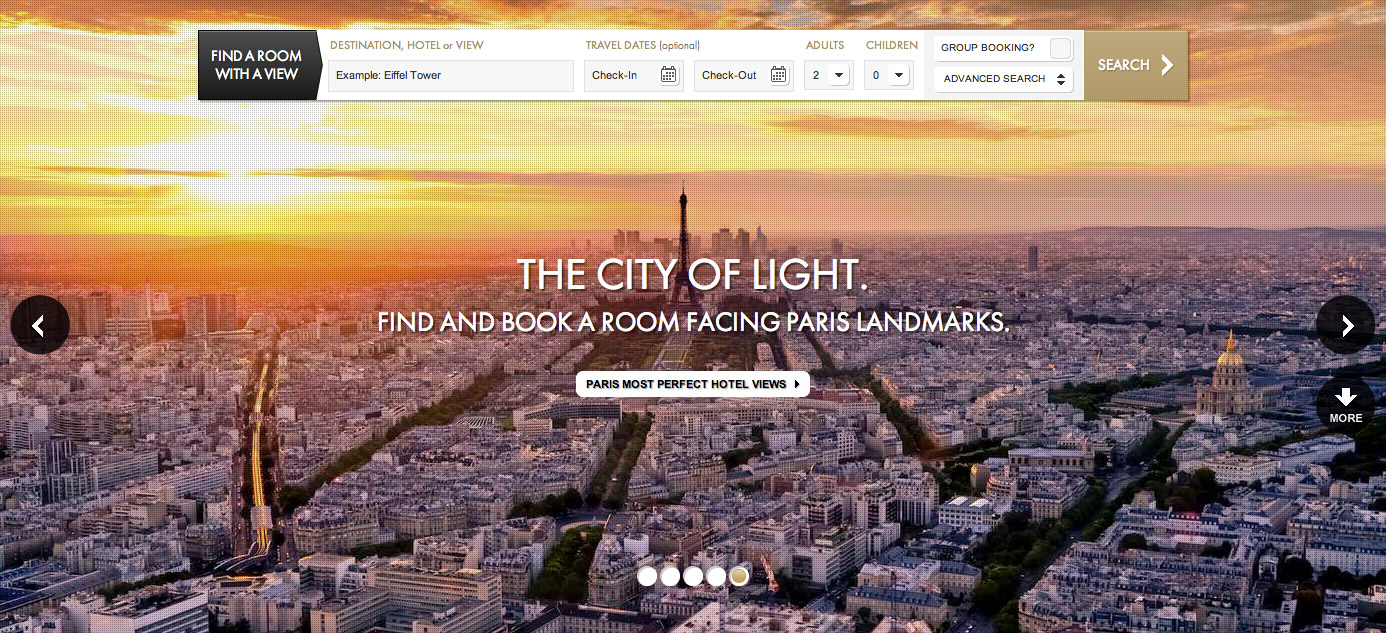 FIND A ROOM
WITH A VIEW
DESTINATION, HOTEL or VIEW
Example: Eiffel Tower
TRAVEL DATES (optional)
Check-In
Check-Out
ADULTS
2
CHILDREN
0
GROUP BOOKING?
ADVANCED SEARCH
SEARCH
THE CITY OF LIGHT.
FIND AND BOOK A ROOM FACING PARIS LANDMARKS.
PARIS MOST PERFECT HOTEL VIEWS
MORE